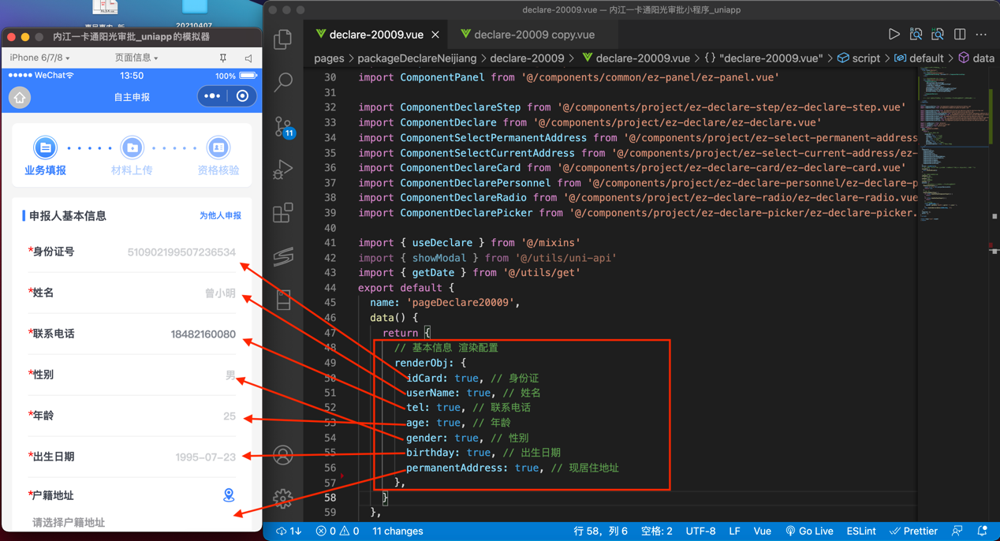 20210407
内江一卡通阳光审批_uniapp的模拟器
iPhone 6/7/8
页面信息
WeChat
13:50
100%
自主申报
业务填报
材料上传
资格核验
申报人基本信息
为他人申报
*身份证号
510902199507236534
*姓名
曾小明
*联系电话
18482160080
*性别
男
*年龄
25
*出生日期
1995-07-23
*户籍地址
请选择户籍地址
declare-20009.vue — 内江一卡通阳光审批小程序_uniapp
declare-20009.vue
declare-20009 copy.vue
pages > packageDeclareNeijiang > declare-20009 > declare-20009.vue > {} "declare-20009.vue" > script > default > data
11
30 import ComponentPanel from '@/components/common/ez-panel/ez-panel.vue'
31
32 import ComponentDeclareStep from '@/components/project/ez-declare-step/ez-declare-step.vue'
33 import ComponentDeclare from '@/components/project/ez-declare/ez-declare.vue'
34 import ComponentSelectPermanentAddress from '@/components/project/ez-select-permanent-address
35 import ComponentSelectCurrentAddress from '@/components/project/ez-select-current-address/ez-
36 import ComponentDeclareCard from '@/components/project/ez-declare-card/ez-declare-card.vue'
37 import ComponentDeclarePersonnel from '@/components/project/ez-declare-personnel/ez-declare-p
38 import ComponentDeclareRadio from '@/components/project/ez-declare-radio/ez-declare-radio.vue
39 import ComponentDeclarePicker from '@/components/project/ez-declare-picker/ez-declare-picker.
40
41 import { useDeclare } from '@/mixins'
42 import { showModal } from '@/utils/uni-api'
43 import { getDate } from '@/utils/get'
44 export default {
45 name: 'pageDeclare20009',
46 data() {
47 return {
48 // 基本信息 渲染配置
49 renderObj: {
50 idCard: true, // 身份证
51 userName: true, // 姓名
52 tel: true, // 联系电话
53 age: true, // 年龄
54 gender: true, // 性别
55 birthday: true, // 出生日期
56 permanentAddress: true, // 现居住地址
57 },
58 }
59 },
1↓
0
0
11 changes
行 58，列 6
空格: 2
UTF-8
LF
Vue
Go Live
ESLint
Prettier